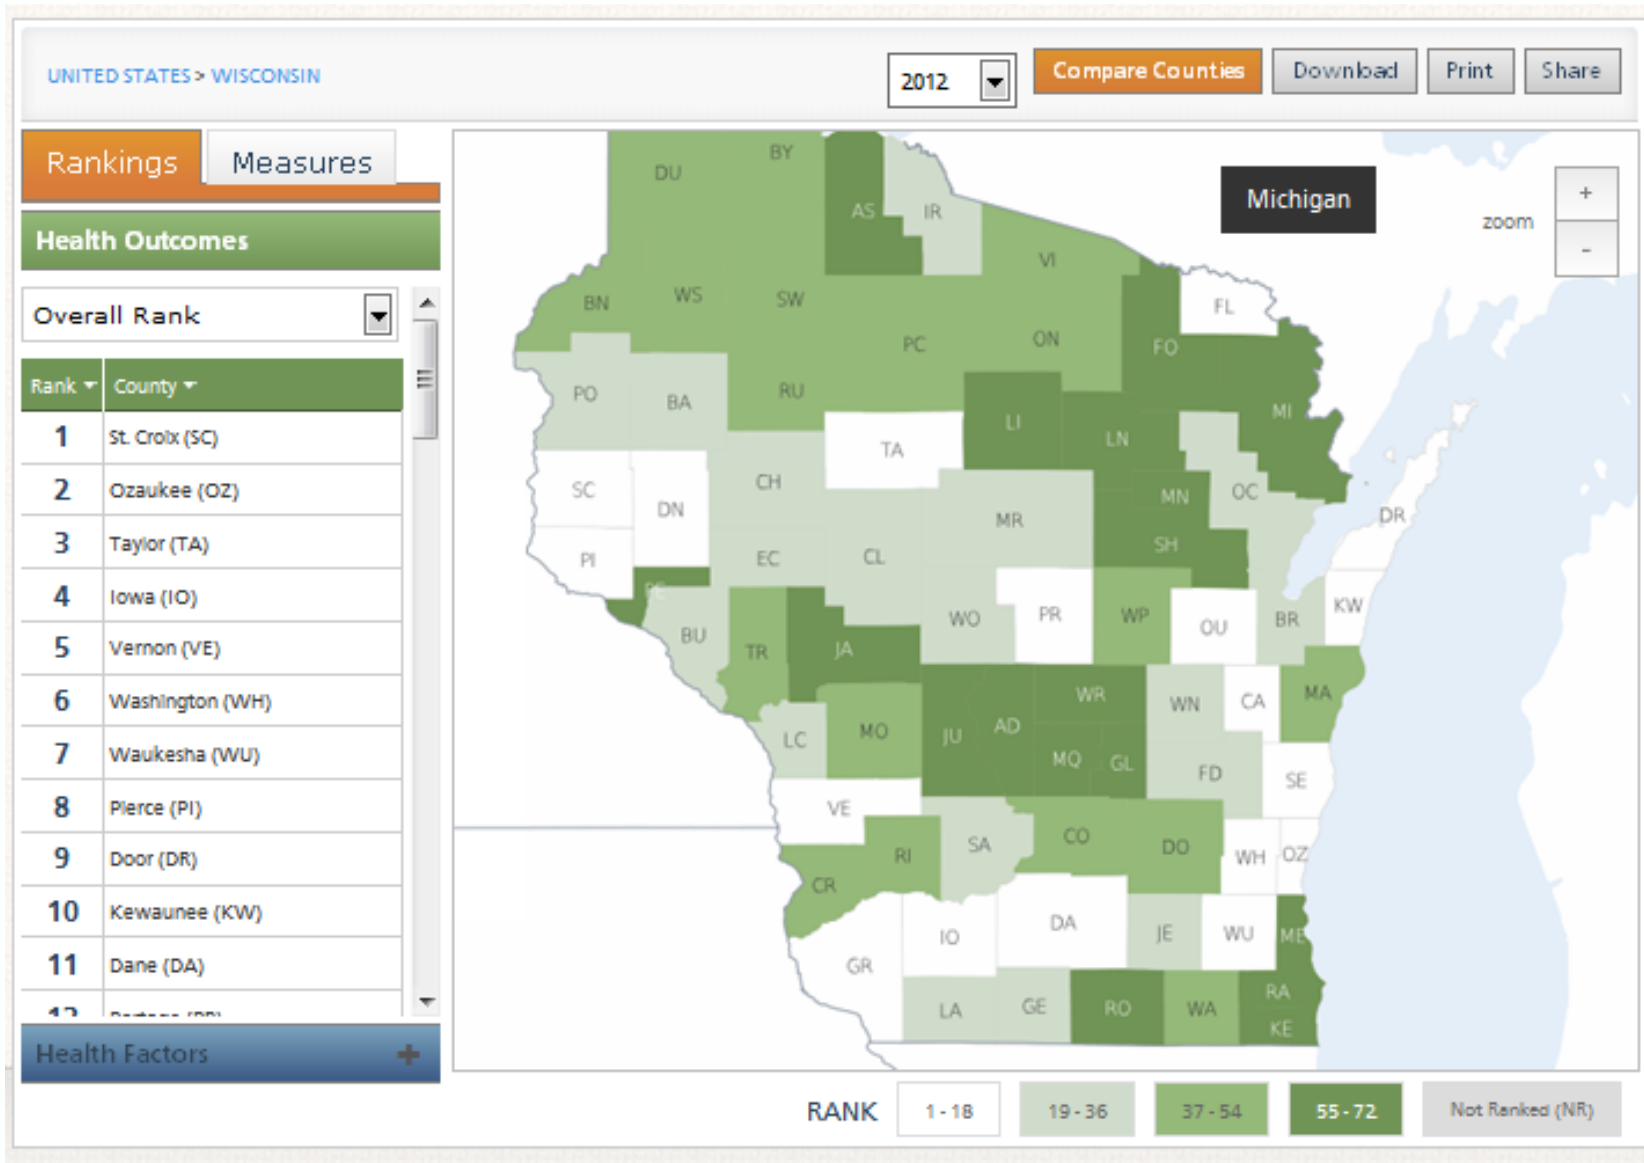 UNITED STATES > WISCONSIN
2012
Compare Counties
Download
Print
Share
Rankings
Measures
Health Outcomes
Overall Rank
Rank County
1 St. Croix (SC)
2 Ozaukee (OZ)
3 Taylor (TA)
4 Iowa (IO)
5 Vernon (VE)
6 Washington (WH)
7 Waukesha (WU)
8 Pierce (PI)
9 Door (DR)
10 Kewaunee (KW)
11 Dane (DA)
12 Portage (PR)
Health Factors +
Michigan
zoom
+
-
BY
DU
AS
IR
VI
BN
WS
SW
FL
PC
ON
FO
PO
BA
RU
MI
LI
LN
TA
SC
DN
CH
MN
OC
MR
DR
PI
EC
CL
SH
PE
BU
WO
PR
WP
OU
BR
KW
TR
JA
WR
WN
CA
MA
LC
MO
JU
AD
MQ
GL
FD
SE
VE
RI
SA
CO
DO
WH
OZ
CR
GR
IO
DA
JE
WU
ME
LA
GE
RO
WA
RA
KE
RANK
1 - 18
19 - 36
37 - 54
55 - 72
Not Ranked (NR)